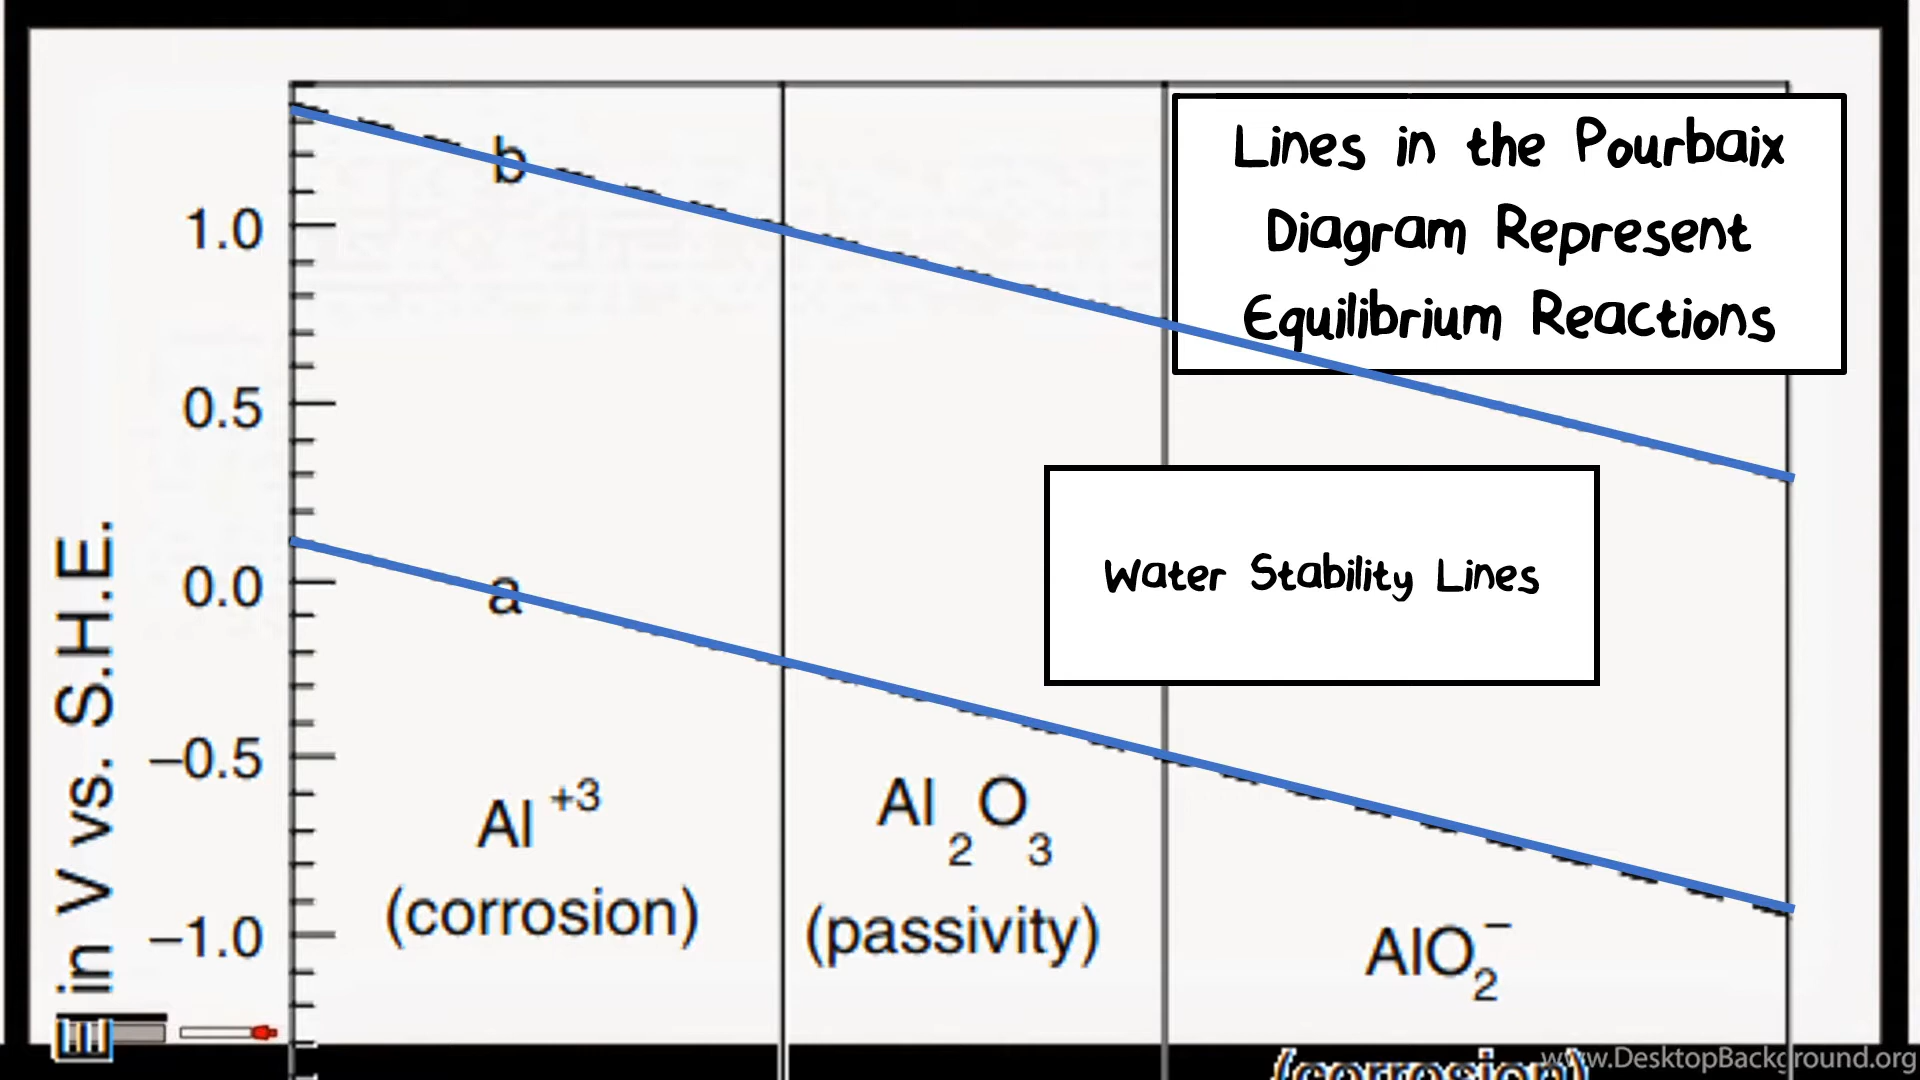 b
Lines in the Pourbaix
Diagram Represent
Equilibrium Reactions
1.0
0.5
Water Stability Lines
0.0
a
−0.5
−1.0
E in V vs. S.H.E.
Al +3
(corrosion)
Al2O3
(passivity)
AlO2−
(corrosion)
www.DesktopBackground.org